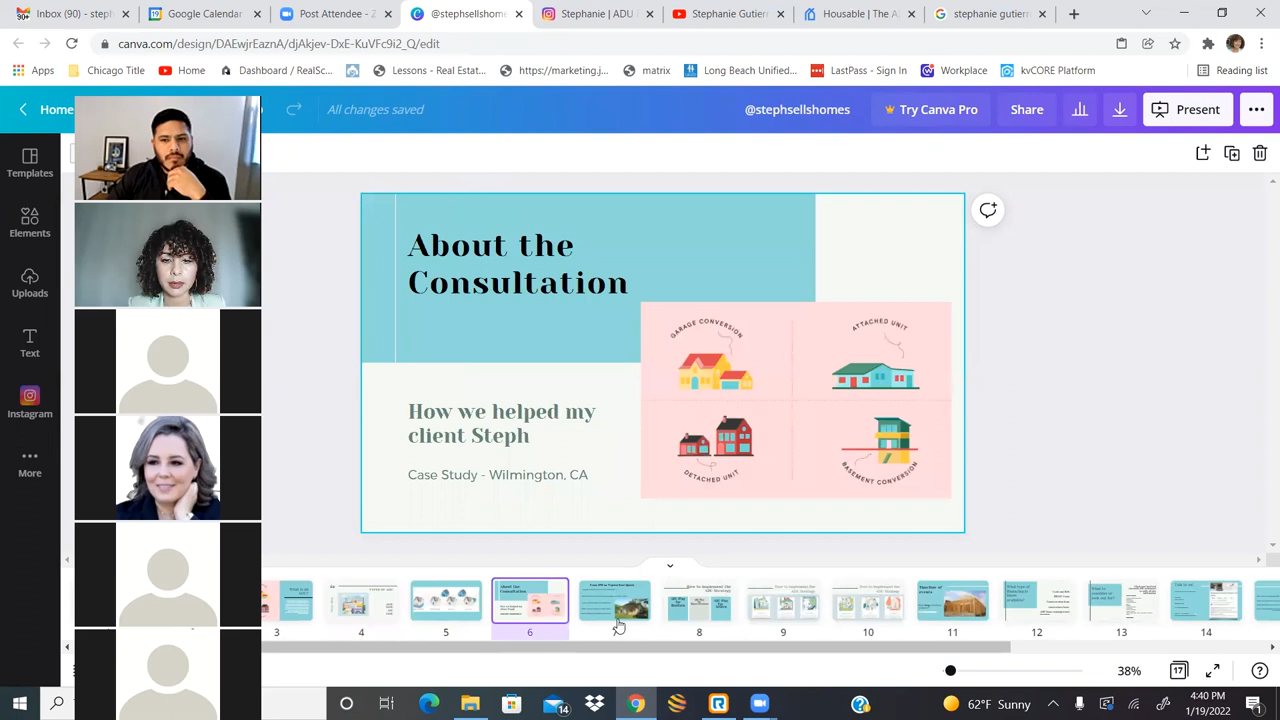 90+
Inbox (90) - steph
Google Calendar
Post Attendee - Z
@stephsellshome
Stephanie | ADU
Stephanie Gutier
Housable | The A
stephanie gutier
canva.com/design/DAEwjrEaznA/djAkjev-DxE-KuVFc9i2_Q/edit
Apps
Chicago Title
Home
Dashboard / RealSc...
Lessons - Real Estat...
https://marketing.j...
matrix
Long Beach Unified...
LastPass - Sign In
Workplace
kvCORE Platform
Reading list
Home
All changes saved
@stephsellshomes
Try Canva Pro
Share
Present
Templates
Elements
Uploads
Text
Instagram
More
About the
Consultation
How we helped my
client Steph
Case Study - Wilmington, CA
GARAGE CONVERSION
ATTACHED UNIT
DETACHED UNIT
BASEMENT CONVERSION
3
4
5
6
7
8
9
10
11
12
13
14
38%
17
14
62°F Sunny
4:40 PM
1/19/2022
1